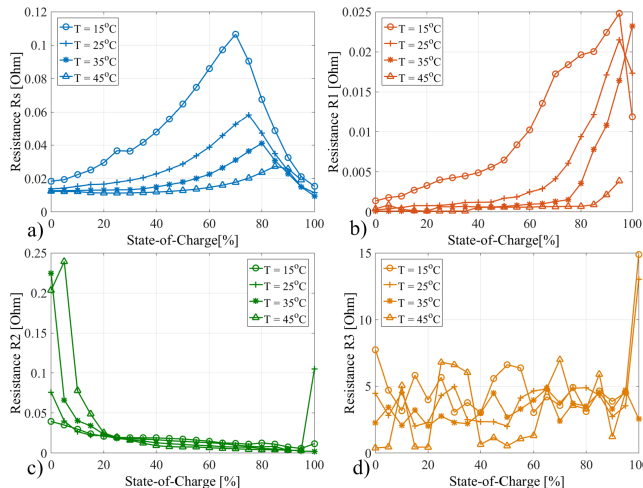 0.12
0.1
0.08
0.06
0.04
0.02
0
Resistance Rs [Ohm]
T = 15°C
T = 25°C
T = 35°C
T = 45°C
0 20 40 60 80 100
State-of-Charge[%]
a)
0.025
0.02
0.015
0.01
0.005
0
Resistance R1 [Ohm]
T = 15°C
T = 25°C
T = 35°C
T = 45°C
0 20 40 60 80 100
State-of-Charge[%]
b)
0.25
0.2
0.15
0.1
0.05
0
Resistance R2 [Ohm]
T = 15°C
T = 25°C
T = 35°C
T = 45°C
0 20 40 60 80 100
State-of-Charge [%]
c)
15
10
5
0
Resistance R3 [Ohm]
T = 15°C
T = 25°C
T = 35°C
T = 45°C
0 20 40 60 80 100
State-of-Charge [%]
d)